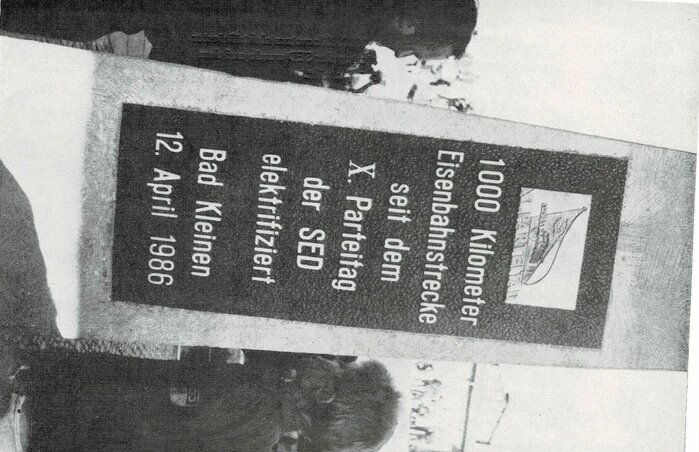 1000 Kilometer
Eisenbahnstrecke
seit dem
X. Parteitag
der SED
elektrifiziert
Bad Kleinen
12. April 1986